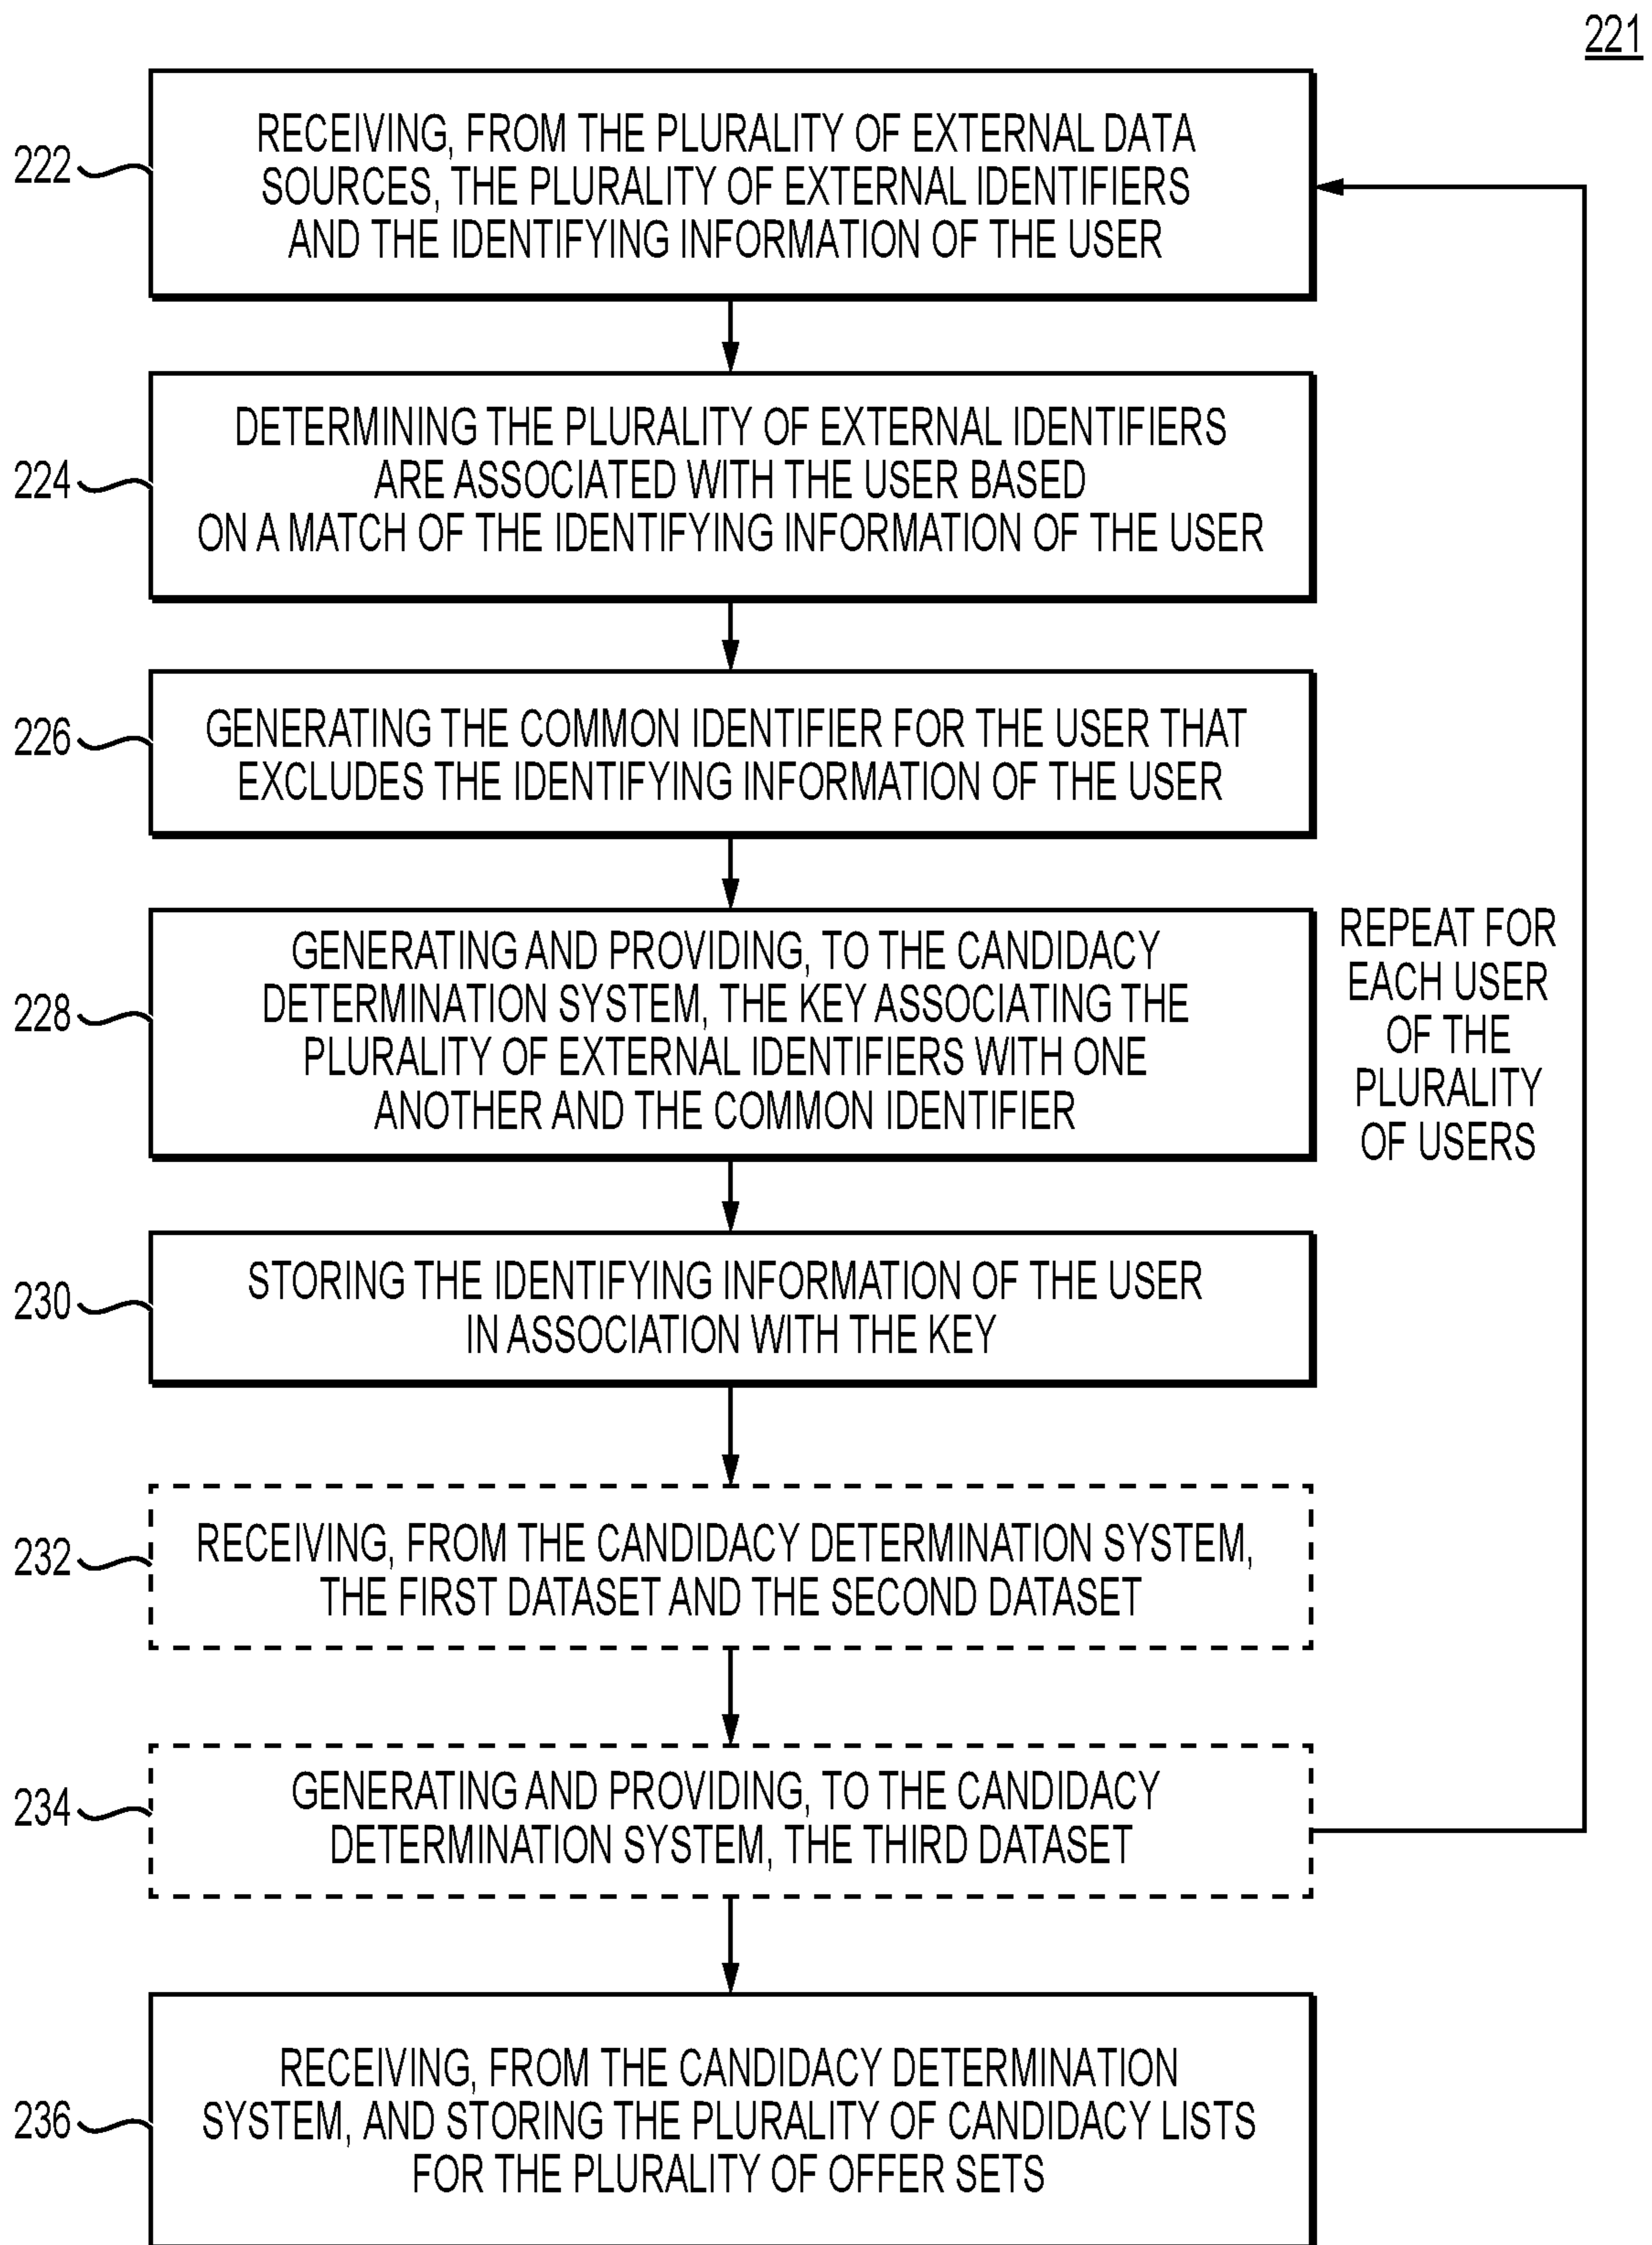 221
222
RECEIVING, FROM THE PLURALITY OF EXTERNAL DATA
SOURCES, THE PLURALITY OF EXTERNAL IDENTIFIERS
AND THE IDENTIFYING INFORMATION OF THE USER
224
DETERMINING THE PLURALITY OF EXTERNAL IDENTIFIERS
ARE ASSOCIATED WITH THE USER BASED
ON A MATCH OF THE IDENTIFYING INFORMATION OF THE USER
226
GENERATING THE COMMON IDENTIFIER FOR THE USER THAT
EXCLUDES THE IDENTIFYING INFORMATION OF THE USER
228
GENERATING AND PROVIDING, TO THE CANDIDACY
DETERMINATION SYSTEM, THE KEY ASSOCIATING THE
PLURALITY OF EXTERNAL IDENTIFIERS WITH ONE
ANOTHER AND THE COMMON IDENTIFIER
REPEAT FOR
EACH USER
OF THE
PLURALITY
OF USERS
230
STORING THE IDENTIFYING INFORMATION OF THE USER
IN ASSOCIATION WITH THE KEY
232
RECEIVING, FROM THE CANDIDACY DETERMINATION SYSTEM,
THE FIRST DATASET AND THE SECOND DATASET
234
GENERATING AND PROVIDING, TO THE CANDIDACY
DETERMINATION SYSTEM, THE THIRD DATASET
236
RECEIVING, FROM THE CANDIDACY DETERMINATION
SYSTEM, AND STORING THE PLURALITY OF CANDIDACY LISTS
FOR THE PLURALITY OF OFFER SETS